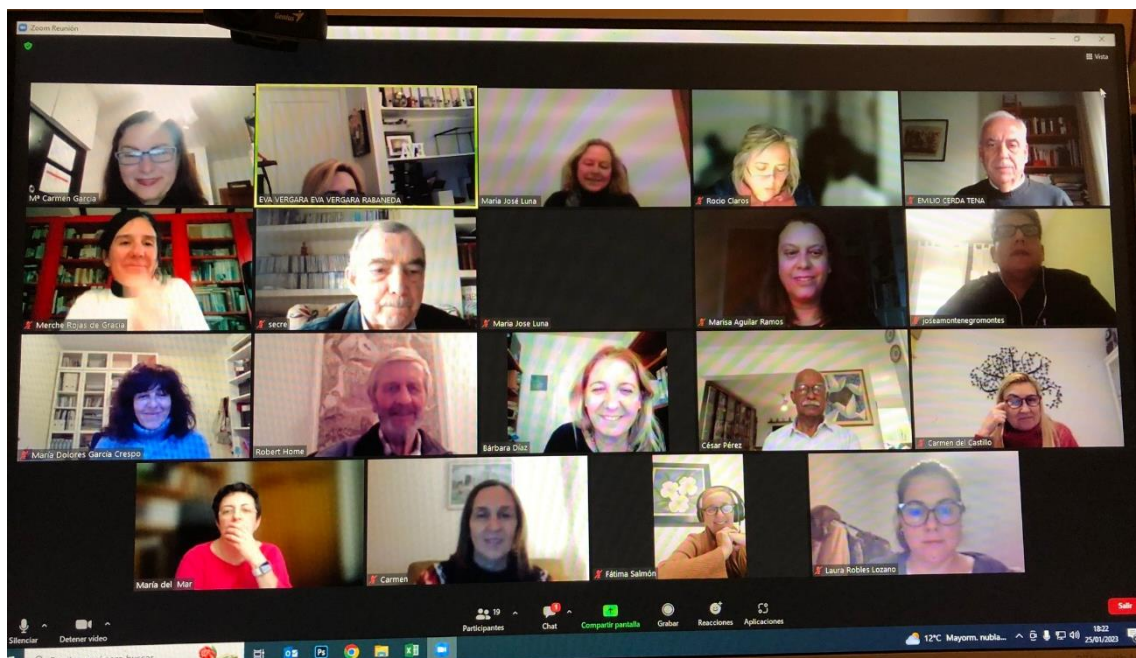 Genius
Zoom Reunión
Vista
Mª Carmen García
EVA VERGARA EVA VERGARA RABANEDA
Maria José Luna
Rocio Claros
EMILIO CERDA TENA
Merche Rojas de Gracia
secre
Maria Jose Luna
Marisa Aguilar Ramos
joseamontenegromontes
María Dolores García Crespo
Robert Home
Bárbara Díaz
César Pérez
Carmen del Castillo
María del Mar
Carmen
Fátima Salmón
Laura Robles Lozano
Silenciar
Detener vídeo
Participantes
19
Chat
Compartir pantalla
Grabar
Reacciones
Aplicaciones
Salir
12°C Mayorm. nubla...
18:22
25/01/2023